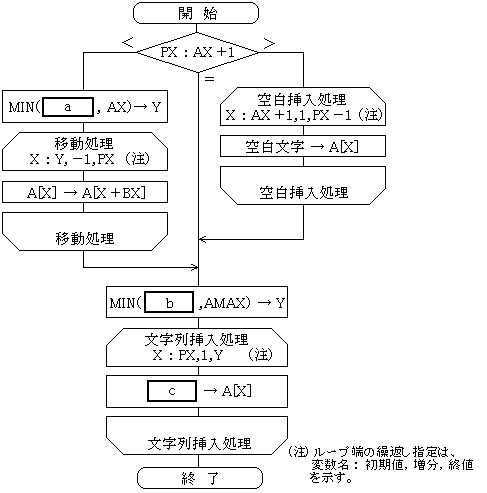 開 始
PX：AX＋1
＜
＞
＝
MIN( a , AX)→Y
移動処理
X：Y,－1,PX (注)
A[X]→A[X＋BX]
移動処理
空白挿入処理
X：AX＋1,1,PX－1 (注)
空白文字 → A[X]
空白挿入処理
MIN( b ,AMAX)→Y
文字列挿入処理
X：PX,1,Y (注)
c → A[X]
文字列挿入処理
終 了
(注) ループ端の繰返し指定は、
変数名：初期値, 増分, 終値
を示す。